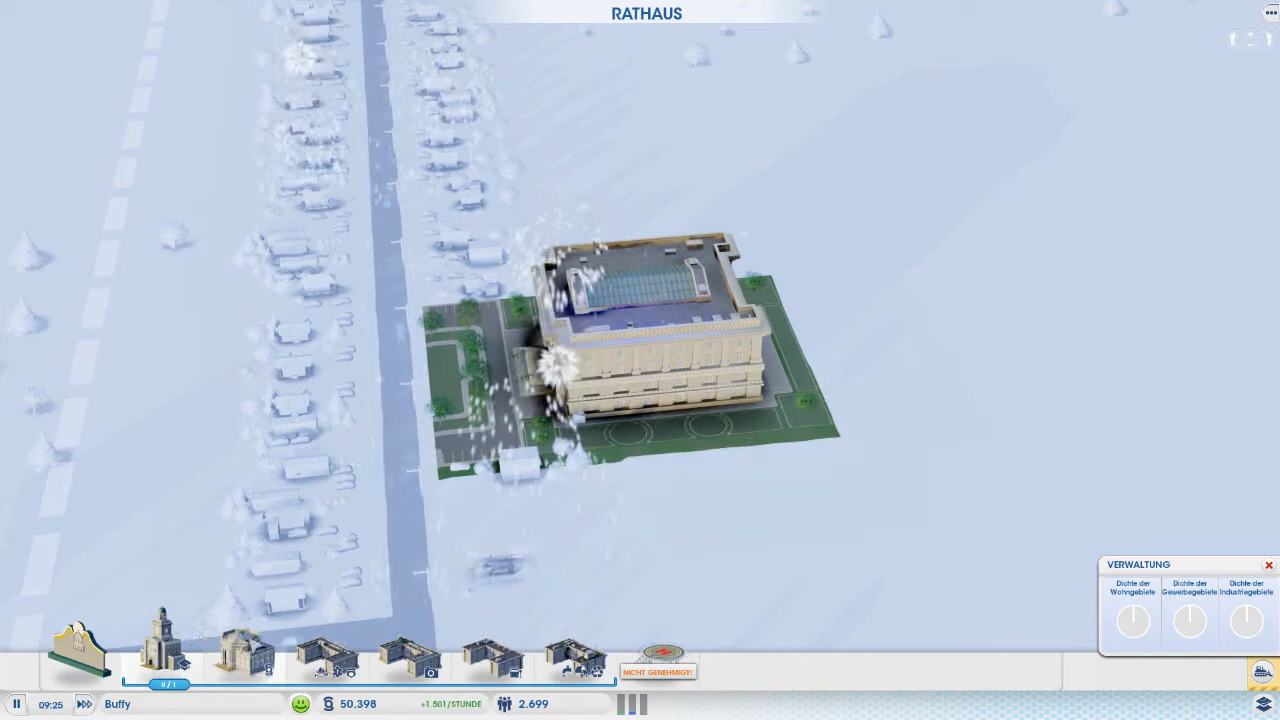 RATHAUS
VERWALTUNG
Dichte der Wohngebiete
Dichte der Gewerbegebiete
Dichte der Industriegebiete
NICHT GENEHMIGT!
0 / 1
09:25
Buffy
50.398
+1.501/STUNDE
2.699